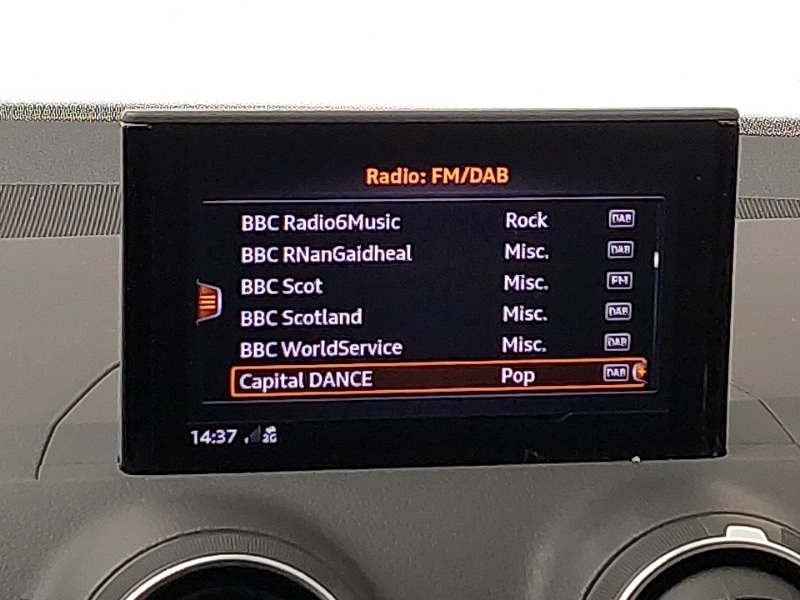 Radio: FM/DAB
BBC Radio6Music Rock DAB
BBC RNanGaidheal Misc. DAB
BBC Scot Misc. FM
BBC Scotland Misc. DAB
BBC WorldService Misc. DAB
Capital DANCE Pop DAB
14:37 2G